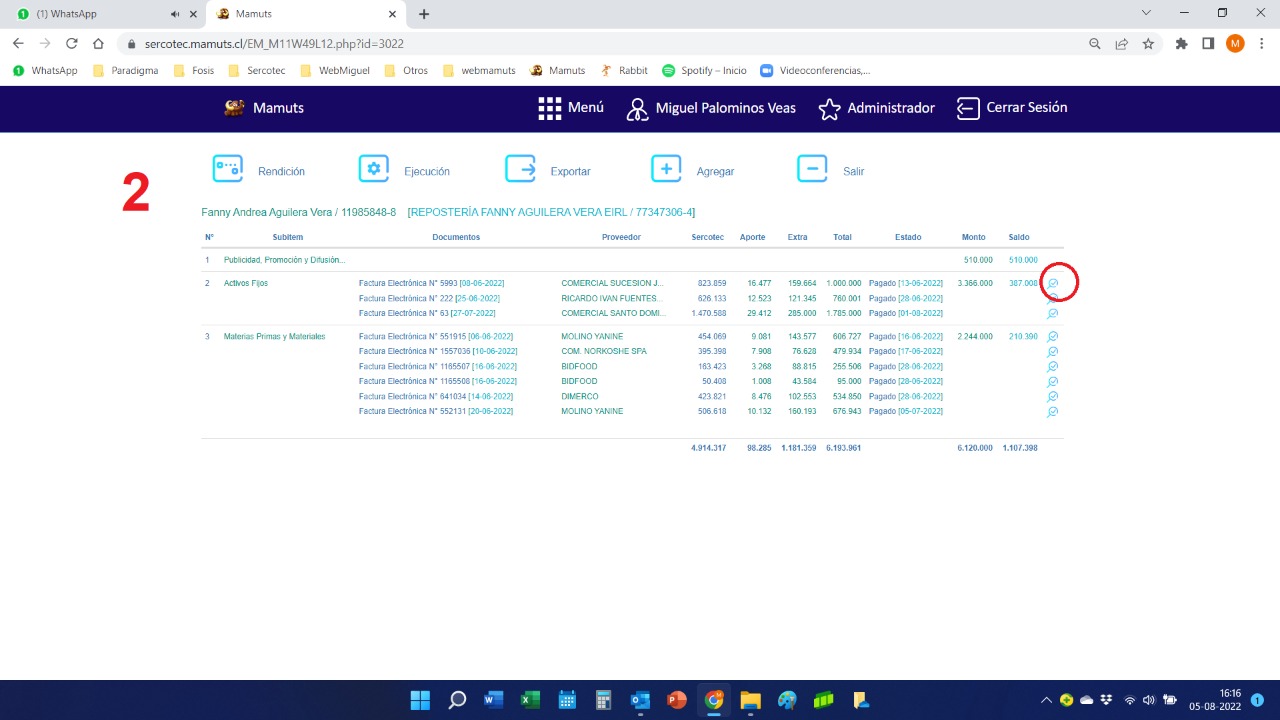 (1) WhatsApp Mamuts
sercotec.mamuts.cl/EM_M11W49L12.php?id=3022 M
WhatsApp Paradigma Fosis Sercotec WebMiguel Otros webmamuts Mamuts Rabbit Spotify – Inicio Videoconferencias,...
Mamuts Menú Miguel Palominos Veas Administrador Cerrar Sesión
Rendición Ejecución Exportar Agregar Salir
2
Fanny Andrea Aguilera Vera / 11985848-8 [REPOSTERÍA FANNY AGUILERA VERA EIRL / 77347306-4]
N° Subitem Documentos Proveedor Sercotec Aporte Extra Total Estado Monto Saldo
1 Publicidad, Promoción y Difusión... 510.000 510.000
2 Activos Fijos Factura Electrónica N° 5993 [08-06-2022] COMERCIAL SUCESION J... 823.859 16.477 159.664 1.000.000 Pagado [13-06-2022] 3.366.000 387.008
Factura Electrónica N° 222 [25-06-2022] RICARDO IVAN FUENTES... 626.133 12.523 121.345 760.001 Pagado [28-06-2022]
Factura Electrónica N° 63 [27-07-2022] COMERCIAL SANTO DOMI... 1.470.588 29.412 285.000 1.785.000 Pagado [01-08-2022]
3 Materias Primas y Materiales Factura Electrónica N° 551915 [06-06-2022] MOLINO YANINE 454.069 9.081 143.577 606.727 Pagado [16-06-2022] 2.244.000 210.390
Factura Electrónica N° 1557036 [10-06-2022] COM. NORKOSHE SPA 395.398 7.908 76.628 479.934 Pagado [17-06-2022]
Factura Electrónica N° 1165507 [16-06-2022] BIDFOOD 163.423 3.268 88.815 255.506 Pagado [28-06-2022]
Factura Electrónica N° 1165508 [16-06-2022] BIDFOOD 50.408 1.008 43.584 95.000 Pagado [28-06-2022]
Factura Electrónica N° 641034 [14-06-2022] DIMERCO 423.821 8.476 102.553 534.850 Pagado [28-06-2022]
Factura Electrónica N° 552131 [20-06-2022] MOLINO YANINE 506.618 10.132 160.193 676.943 Pagado [05-07-2022]
4.914.317 98.285 1.181.359 6.193.961 6.120.000 1.107.398
16:16
05-08-2022 1